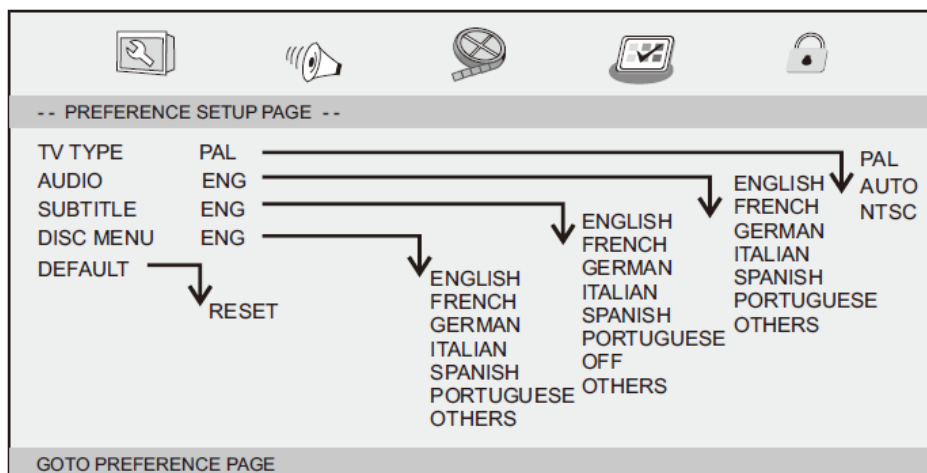 -- PREFERENCE SETUP PAGE --
TV TYPE PAL
AUDIO ENG
SUBTITLE ENG
DISC MENU ENG
DEFAULT
RESET
ENGLISH
FRENCH
GERMAN
ITALIAN
SPANISH
PORTUGUESE
OTHERS
ENGLISH
FRENCH
GERMAN
ITALIAN
SPANISH
PORTUGUESE
OFF
OTHERS
ENGLISH
FRENCH
GERMAN
ITALIAN
SPANISH
PORTUGUESE
OTHERS
PAL
AUTO
NTSC
GOTO PREFERENCE PAGE